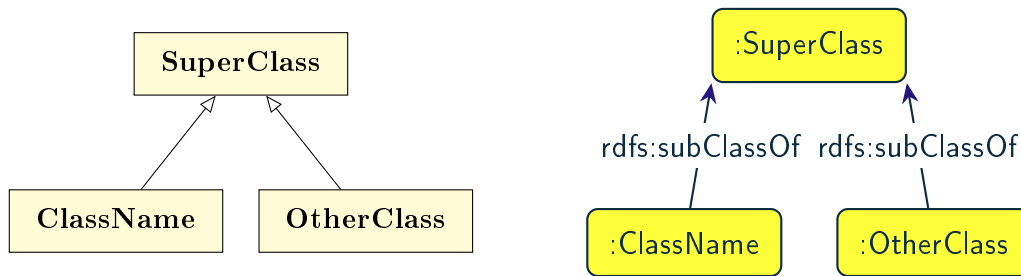 SuperClass
ClassName
OtherClass
:SuperClass
rdfs:subClassOf
rdfs:subClassOf
:ClassName
:OtherClass